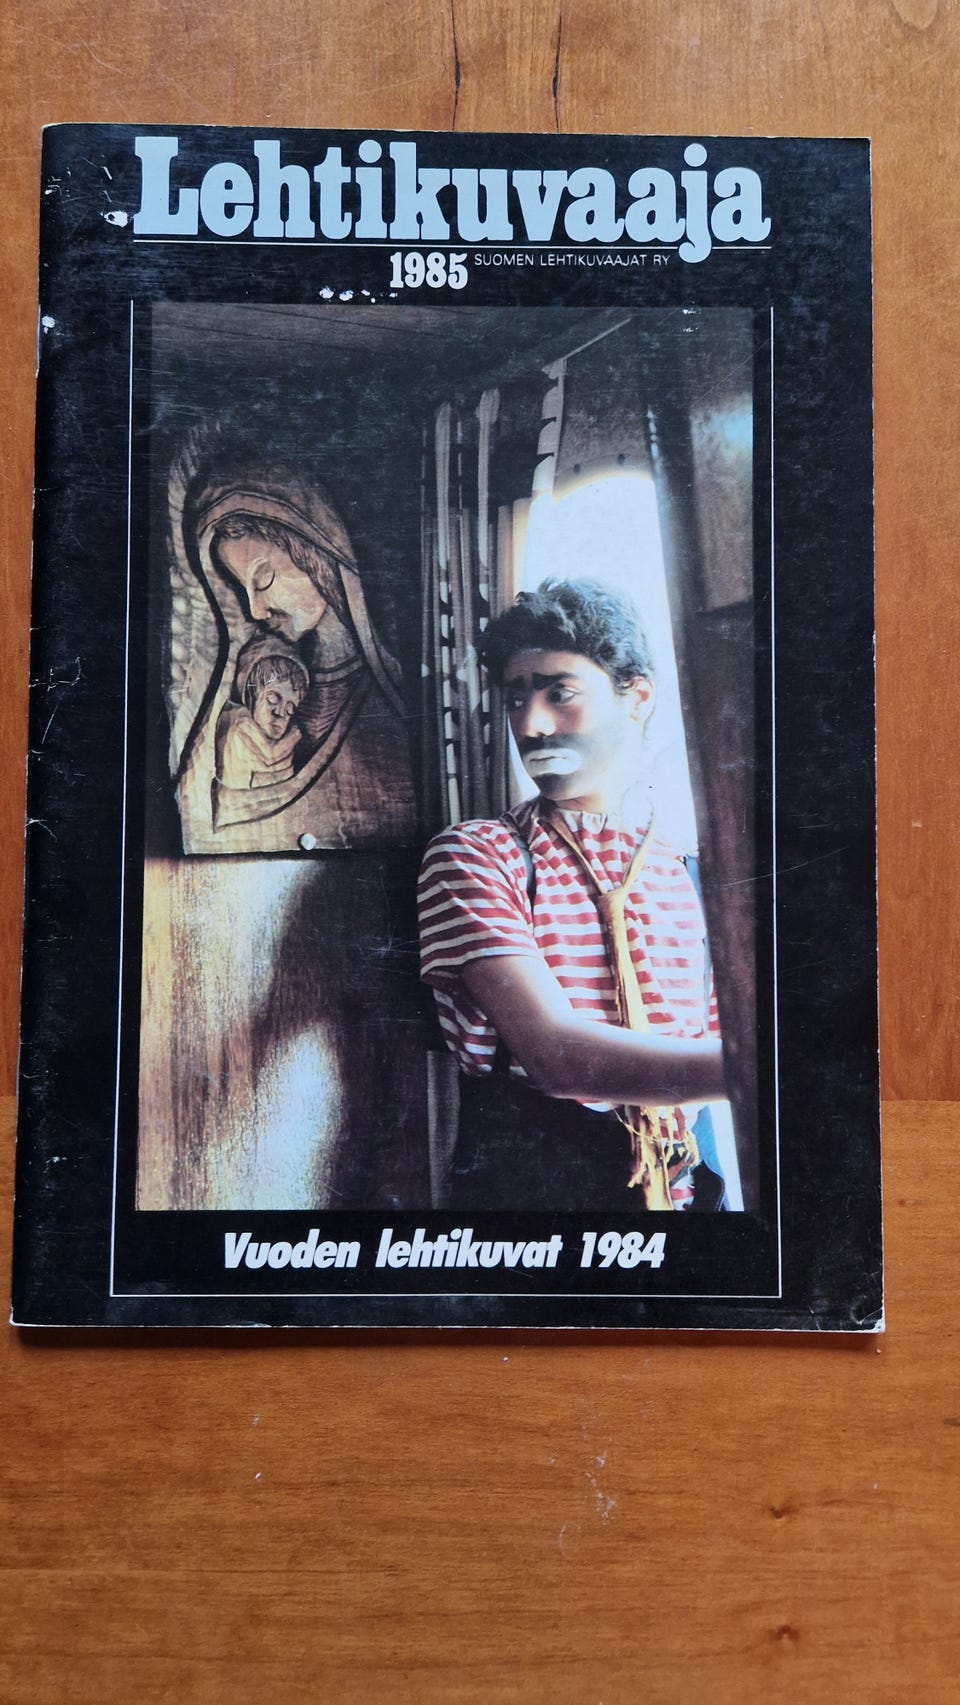 Lehtikuvaaja
1985 SUOMEN LEHTIKUVAAJAT RY
Vuoden lehtikuvat 1984